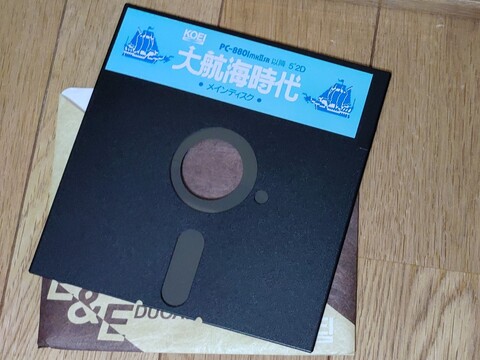 KOEI
PC-8801mkIISR 以降 5"2D
大航海時代
● メインディスク ●
E&EDUCA